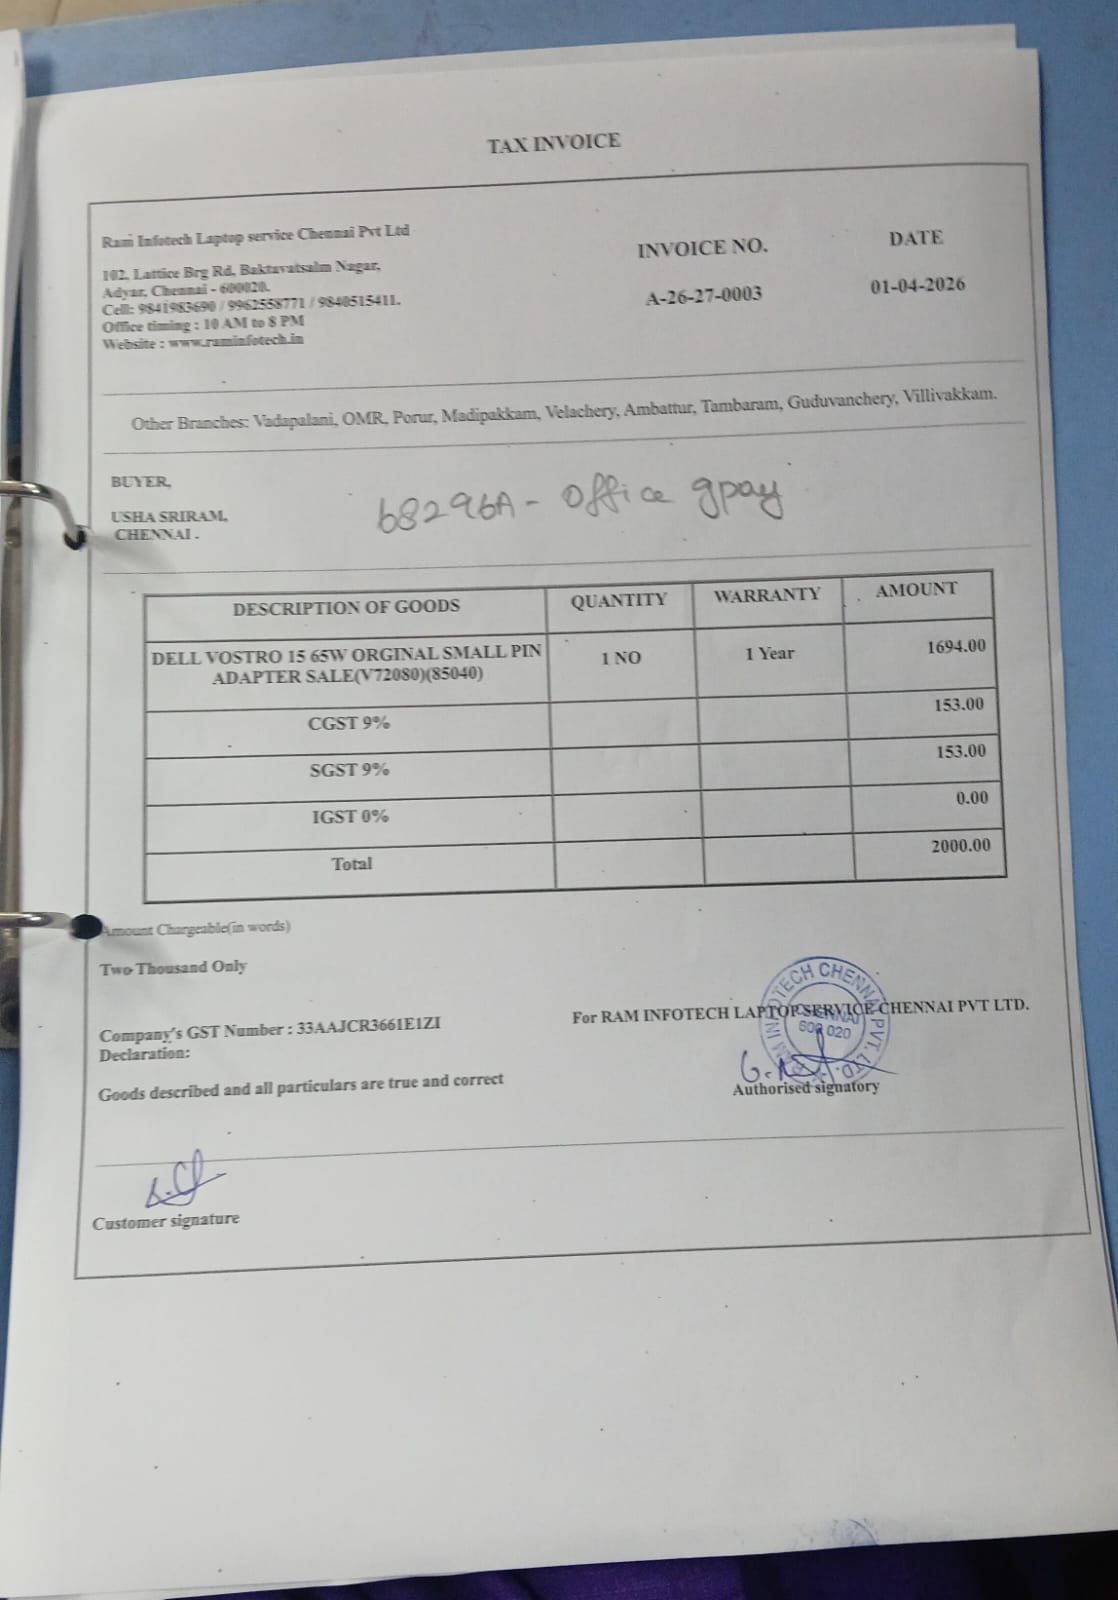 TAX INVOICE
Ram Infotech Laptop service Chennai Pvt Ltd
102, Lattice Brg Rd, Baktavatsalm Nagar,
Adyar, Chennai - 600020.
Cell: 9841983690 / 9962558771 / 9840515411.
Office timing : 10 AM to 8 PM
Website : www.raminfotech.in
INVOICE NO.
A-26-27-0003
DATE
01-04-2026
Other Branches: Vadapalani, OMR, Porur, Madipakkam, Velachery, Ambattur, Tambaram, Guduvanchery, Villivakkam.
BUYER,
USHA SRIRAM,
CHENNAI .
68296A - office gpay
DESCRIPTION OF GOODS QUANTITY WARRANTY AMOUNT
DELL VOSTRO 15 65W ORGINAL SMALL PIN 1 NO 1 Year 1694.00
ADAPTER SALE(V72080)(85040)
CGST 9% 153.00
SGST 9% 153.00
IGST 0% 0.00
Total 2000.00
Amount Chargeable(in words)
Two Thousand Only
Company's GST Number : 33AAJCR3661E1ZI
Declaration:
Goods described and all particulars are true and correct
For RAM INFOTECH LAPTOP SERVICE CHENNAI PVT LTD.
600 020
Authorised signatory
Customer signature